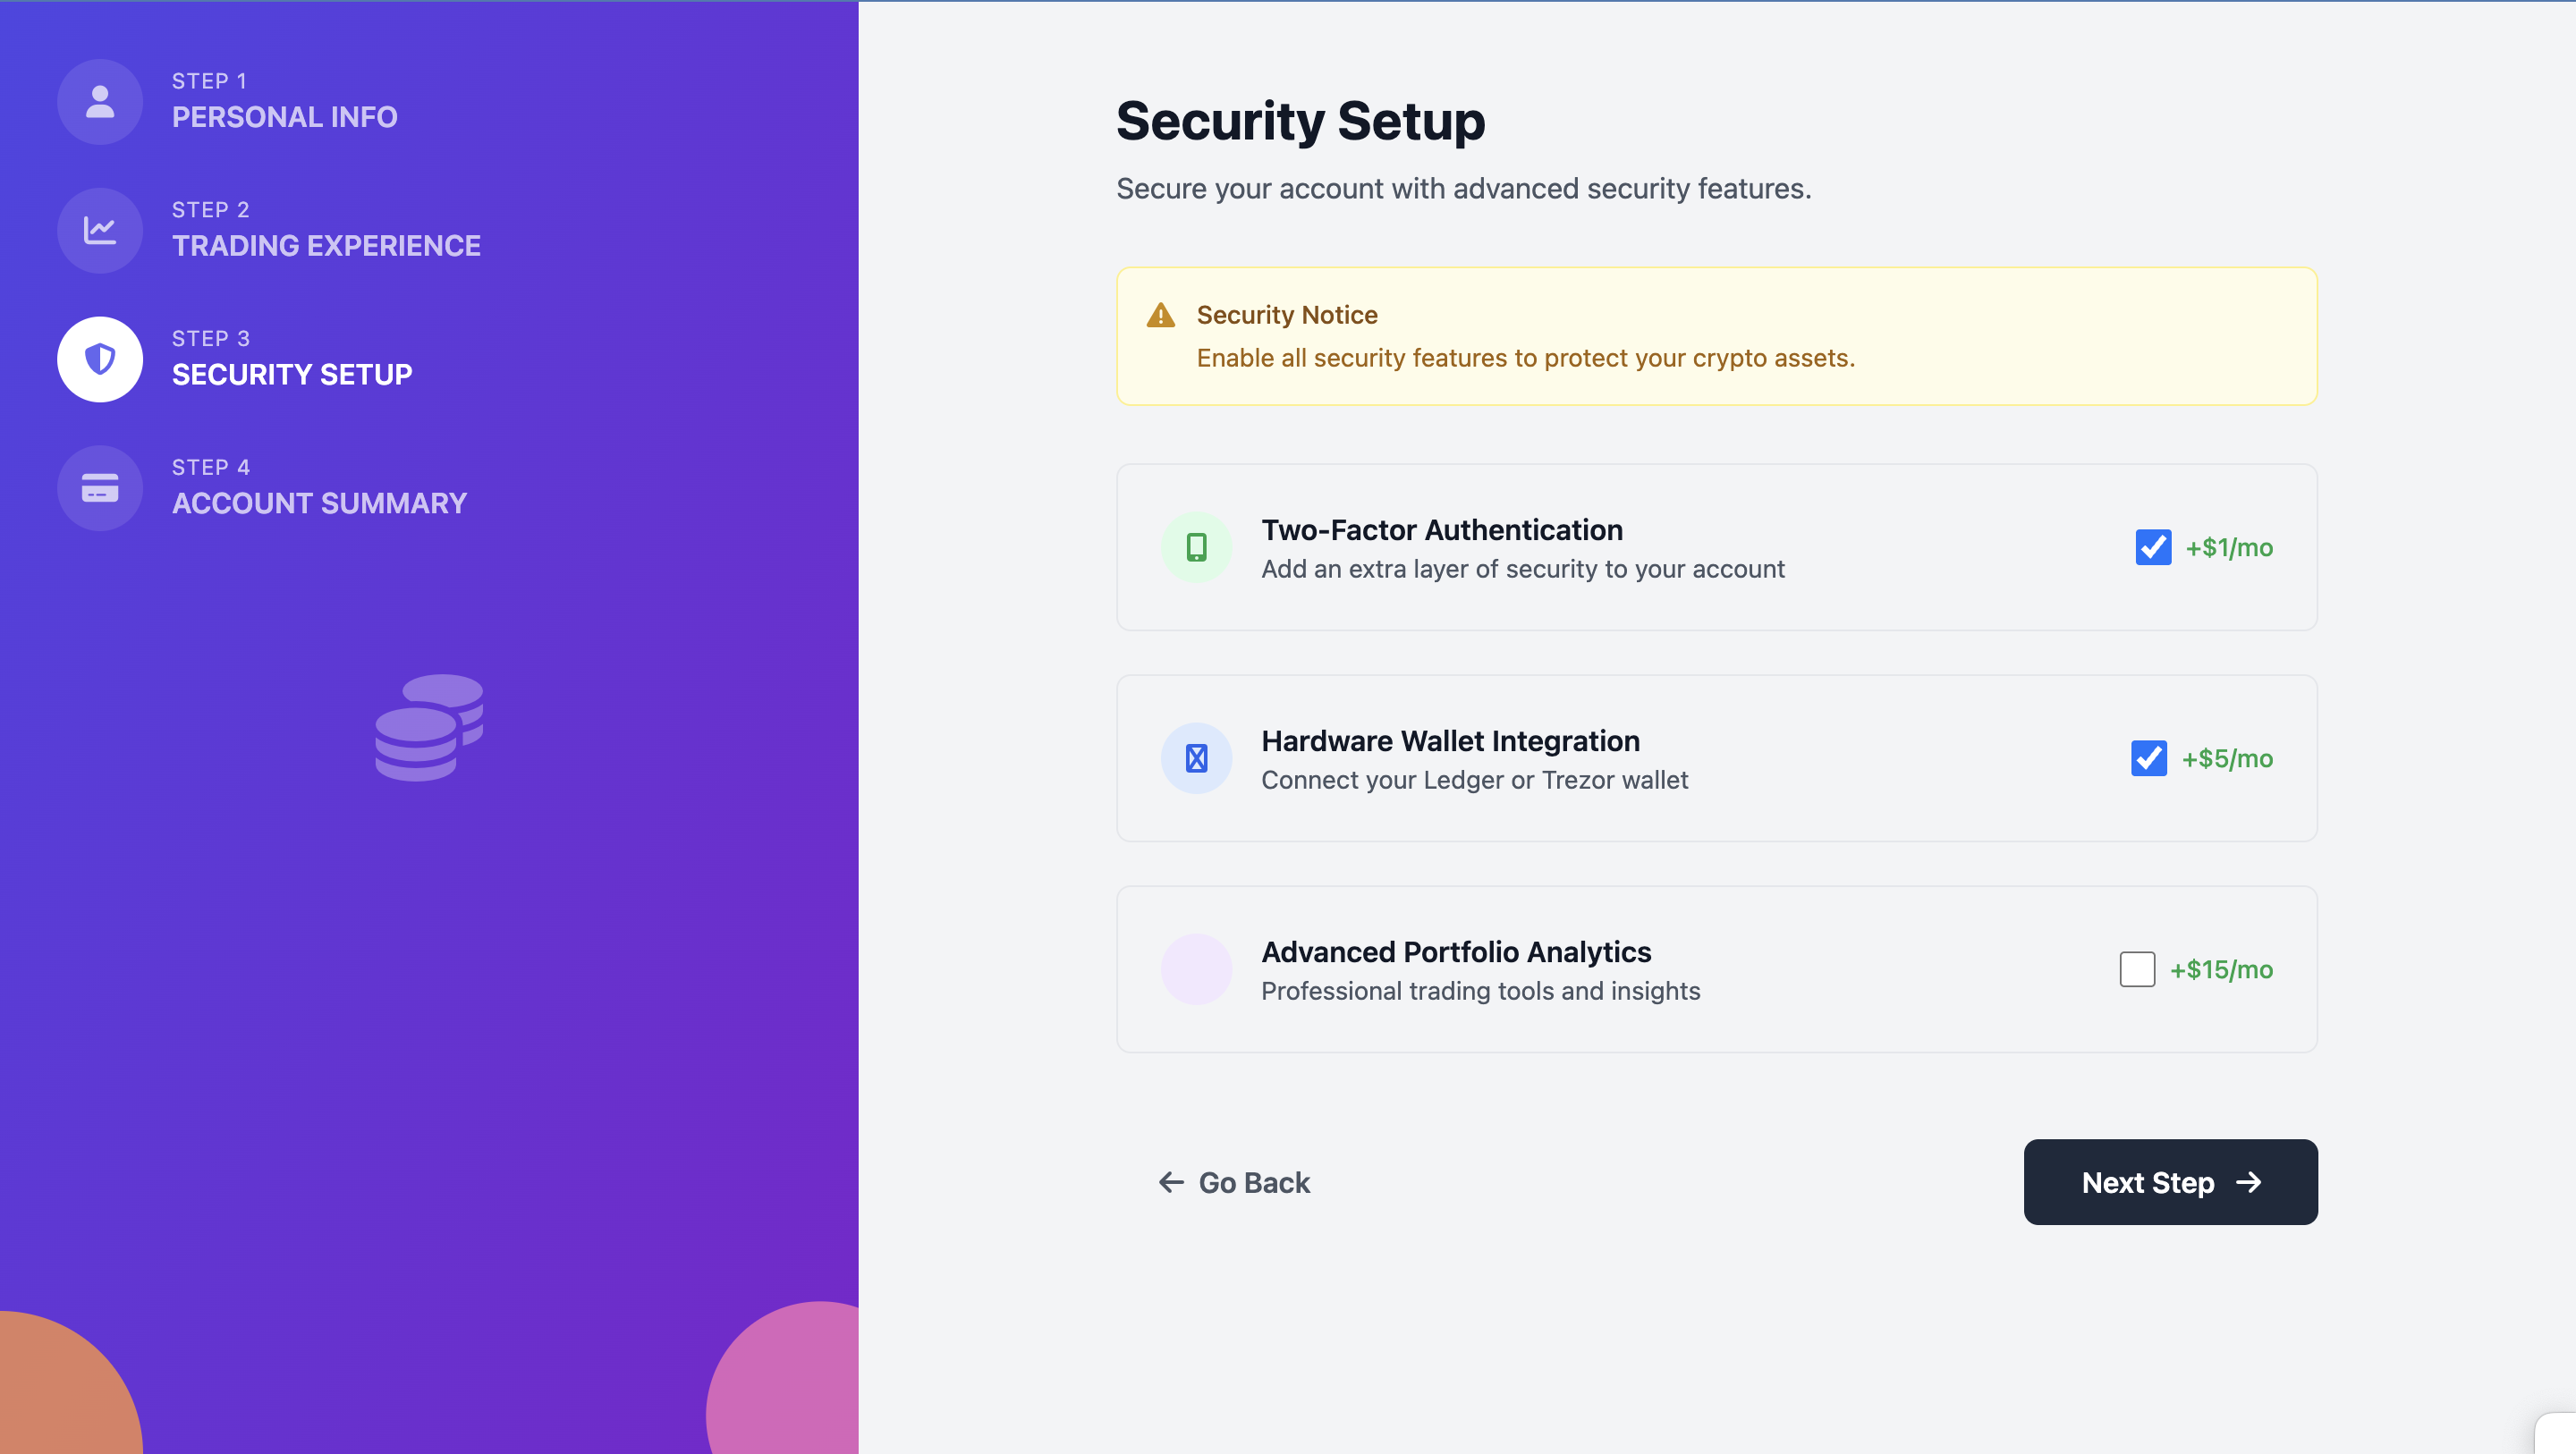 STEP 1
PERSONAL INFO
STEP 2
TRADING EXPERIENCE
STEP 3
SECURITY SETUP
STEP 4
ACCOUNT SUMMARY
Security Setup
Secure your account with advanced security features.
Security Notice
Enable all security features to protect your crypto assets.
Two-Factor Authentication
Add an extra layer of security to your account
+$1/mo
Hardware Wallet Integration
Connect your Ledger or Trezor wallet
+$5/mo
Advanced Portfolio Analytics
Professional trading tools and insights
+$15/mo
Go Back
Next Step